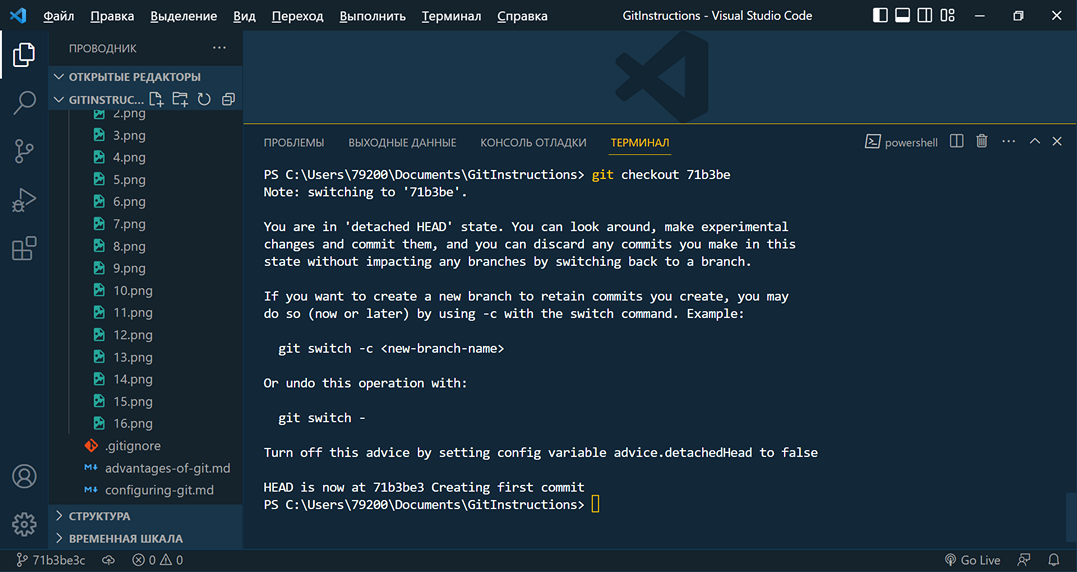 Файл Правка Выделение Вид Переход Выполнить Терминал Справка GitInstructions - Visual Studio Code
ПРОВОДНИК
ОТКРЫТЫЕ РЕДАКТОРЫ
GITINSTRUC...
2.png
3.png
4.png
5.png
6.png
7.png
8.png
9.png
10.png
11.png
12.png
13.png
14.png
15.png
16.png
.gitignore
advantages-of-git.md
configuring-git.md
СТРУКТУРА
ВРЕМЕННАЯ ШКАЛА
ПРОБЛЕМЫ ВЫХОДНЫЕ ДАННЫЕ КОНСОЛЬ ОТЛАДКИ ТЕРМИНАЛ powershell
PS C:\Users\79200\Documents\GitInstructions> git checkout 71b3be
Note: switching to '71b3be'.
You are in 'detached HEAD' state. You can look around, make experimental
changes and commit them, and you can discard any commits you make in this
state without impacting any branches by switching back to a branch.
If you want to create a new branch to retain commits you create, you may
do so (now or later) by using -c with the switch command. Example:
git switch -c <new-branch-name>
Or undo this operation with:
git switch -
Turn off this advice by setting config variable advice.detachedHead to false
HEAD is now at 71b3be3 Creating first commit
PS C:\Users\79200\Documents\GitInstructions>
71b3be3c 0 0 Go Live